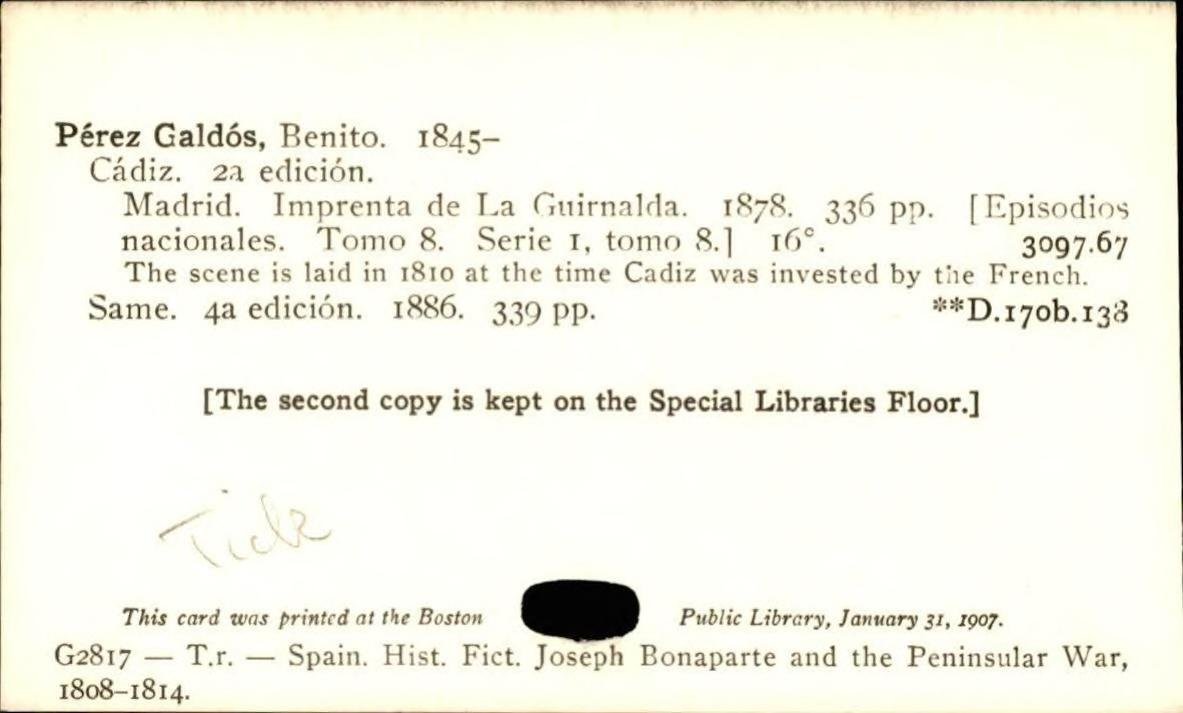 Pérez Galdós, Benito. 1845–
Cádiz. 2a edición.
Madrid. Imprenta de La Guirnalda. 1878. 336 pp. [Episodios
nacionales. Tomo 8. Serie 1, tomo 8.] 16°. 3097.67
The scene is laid in 1810 at the time Cadiz was invested by the French.
Same. 4a edición. 1886. 339 pp. **D.170b.138
[The second copy is kept on the Special Libraries Floor.]
This card was printed at the Boston Public Library, January 31, 1907.
G2817 — T.r. — Spain. Hist. Fict. Joseph Bonaparte and the Peninsular War,
1808–1814.